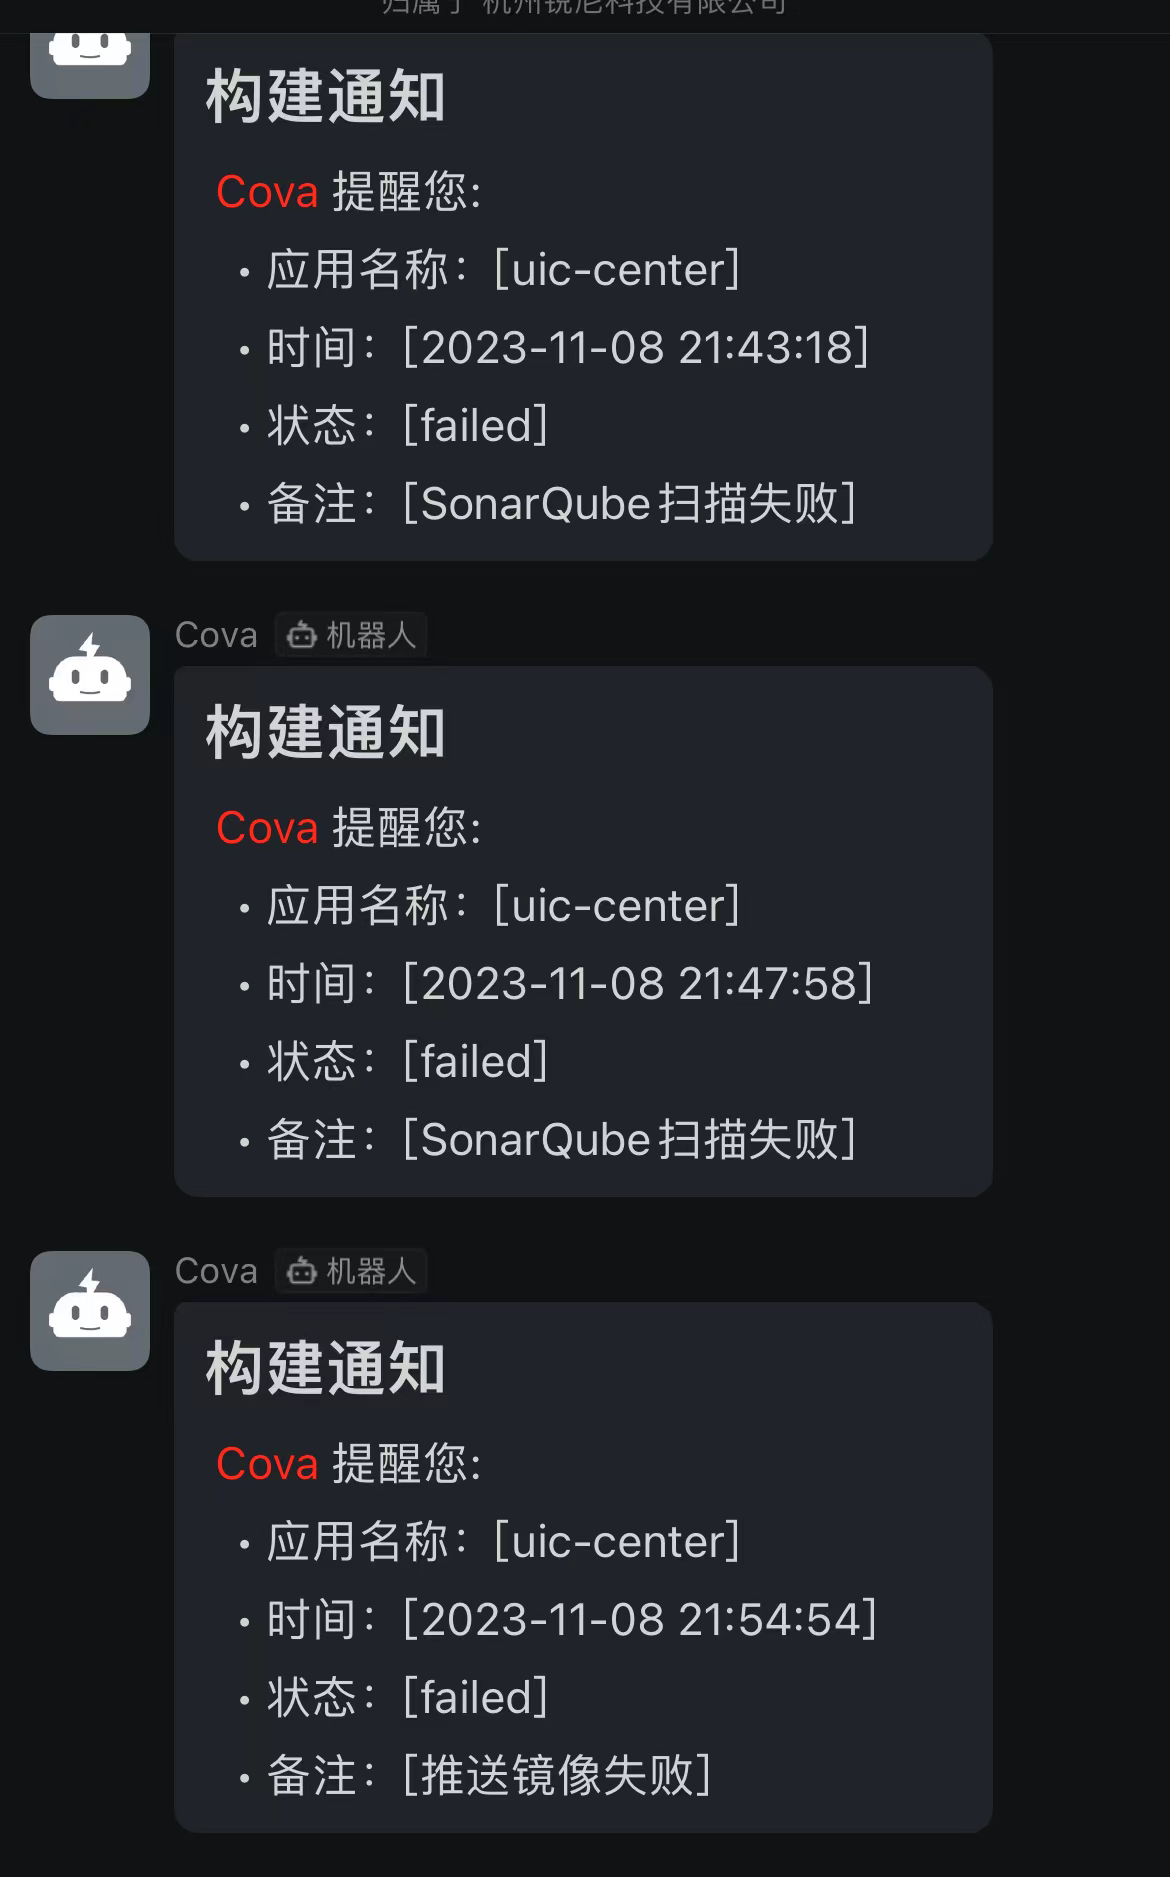 归属于 杭州锐尼科技有限公司
构建通知
Cova 提醒您:
• 应用名称：[uic-center]
• 时间：[2023-11-08 21:43:18]
• 状态：[failed]
• 备注：[SonarQube扫描失败]
Cova 机器人
构建通知
Cova 提醒您:
• 应用名称：[uic-center]
• 时间：[2023-11-08 21:47:58]
• 状态：[failed]
• 备注：[SonarQube扫描失败]
Cova 机器人
构建通知
Cova 提醒您:
• 应用名称：[uic-center]
• 时间：[2023-11-08 21:54:54]
• 状态：[failed]
• 备注：[推送镜像失败]